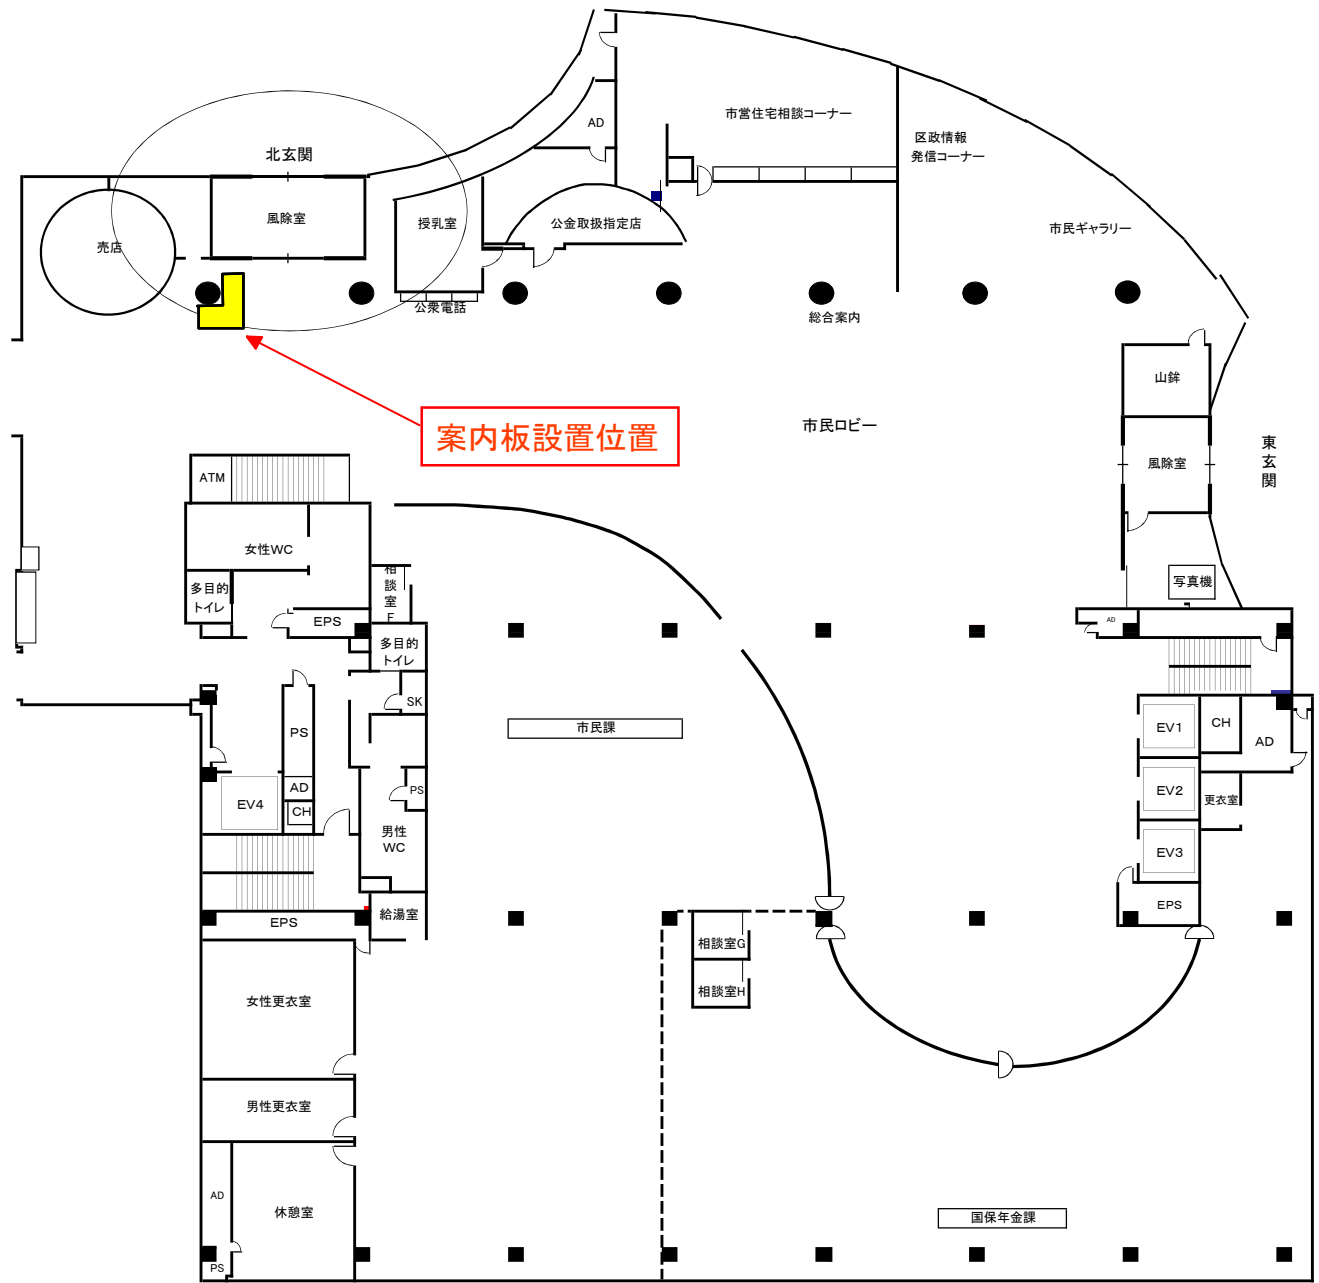 市営住宅相談コーナー
AD
区政情報
発信コーナー
北玄関
風除室
授乳室
公金取扱指定店
市民ギャラリー
売店
公衆電話
総合案内
山鉾
案内板設置位置
市民ロビー
風除室
東玄関
ATM
女性WC
多目的
トイレ
相談室F
写真機
EPS
AD
多目的
トイレ
SK
市民課
PS
EV1
CH
AD
AD
EV4
CH
PS
EV2
更衣室
男性
WC
EV3
EPS
給湯室
EPS
相談室G
相談室H
女性更衣室
男性更衣室
AD
休憩室
国保年金課
PS